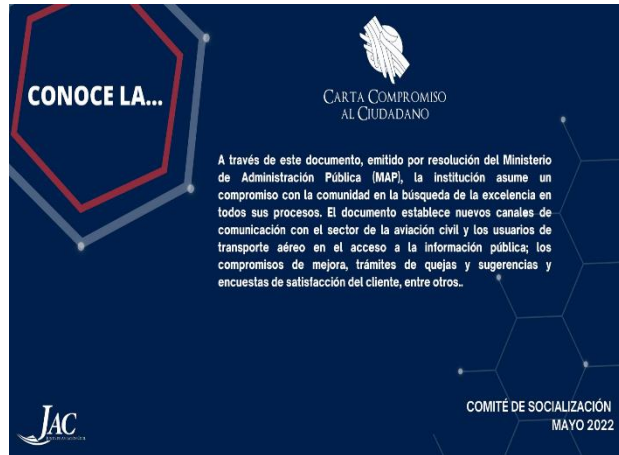 CONOCE LA...
CARTA COMPROMISO
AL CIUDADANO
A través de este documento, emitido por resolución del Ministerio
de Administración Pública (MAP), la institución asume un
compromiso con la comunidad en la búsqueda de la excelencia en
todos sus procesos. El documento establece nuevos canales de
comunicación con el sector de la aviación civil y los usuarios de
transporte aéreo en el acceso a la información pública; los
compromisos de mejora, trámites de quejas y sugerencias y
encuestas de satisfacción del cliente, entre otros..
COMITÉ DE SOCIALIZACIÓN
MAYO 2022
JAC